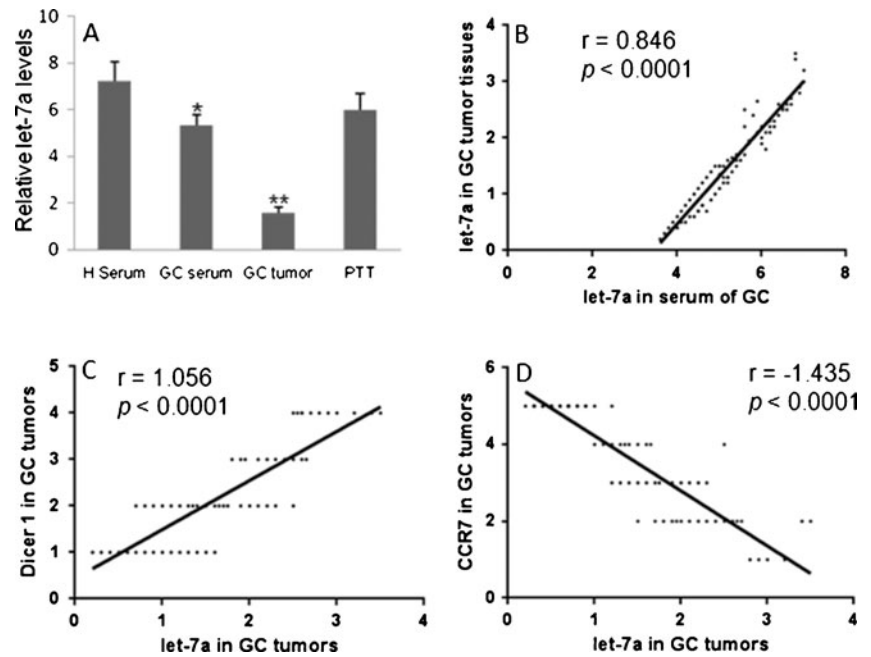 A
Relative let-7a levels
10
8
6
4
2
0
*
**
H Serum GC serum GC tumor PTT
B
r = 0.846
p < 0.0001
let-7a in GC tumor tissues
4
3
2
1
0
0 2 4 6 8
let-7a in serum of GC
C
r = 1.056
p < 0.0001
Dicer 1 in GC tumors
5
4
3
2
1
0
0 1 2 3 4
let-7a in GC tumors
D
r = -1.435
p < 0.0001
CCR7 in GC tumors
6
4
2
0
0 1 2 3 4
let-7a in GC tumors